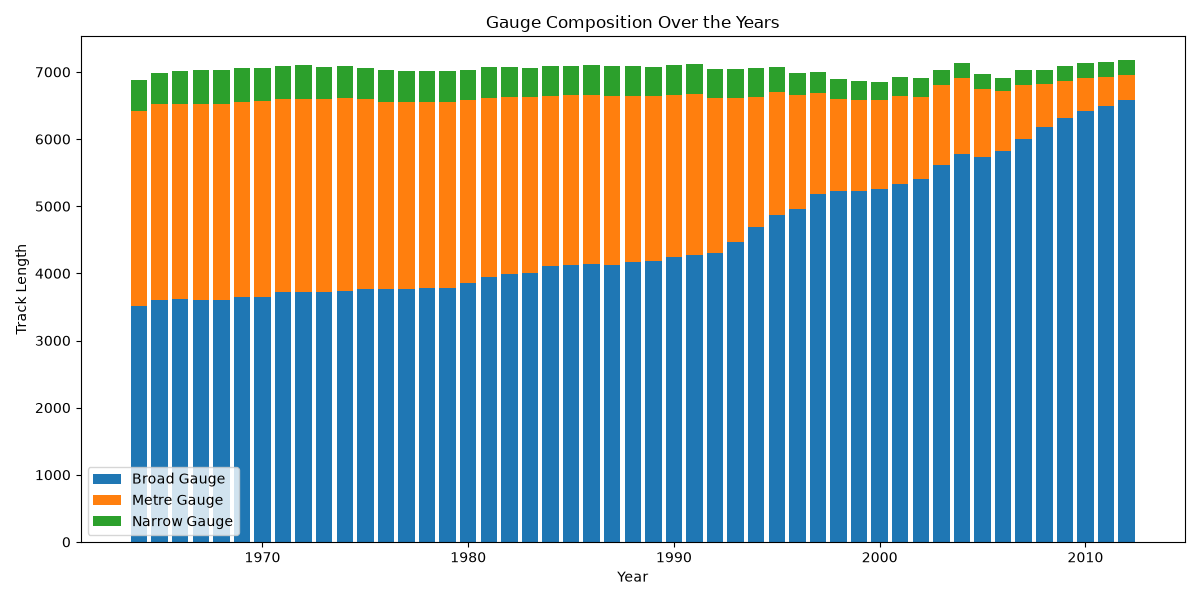 Gauge Composition Over the Years
Track Length
7000
6000
5000
4000
3000
2000
1000
0
Broad Gauge
Metre Gauge
Narrow Gauge
1970 1980 1990 2000 2010
Year